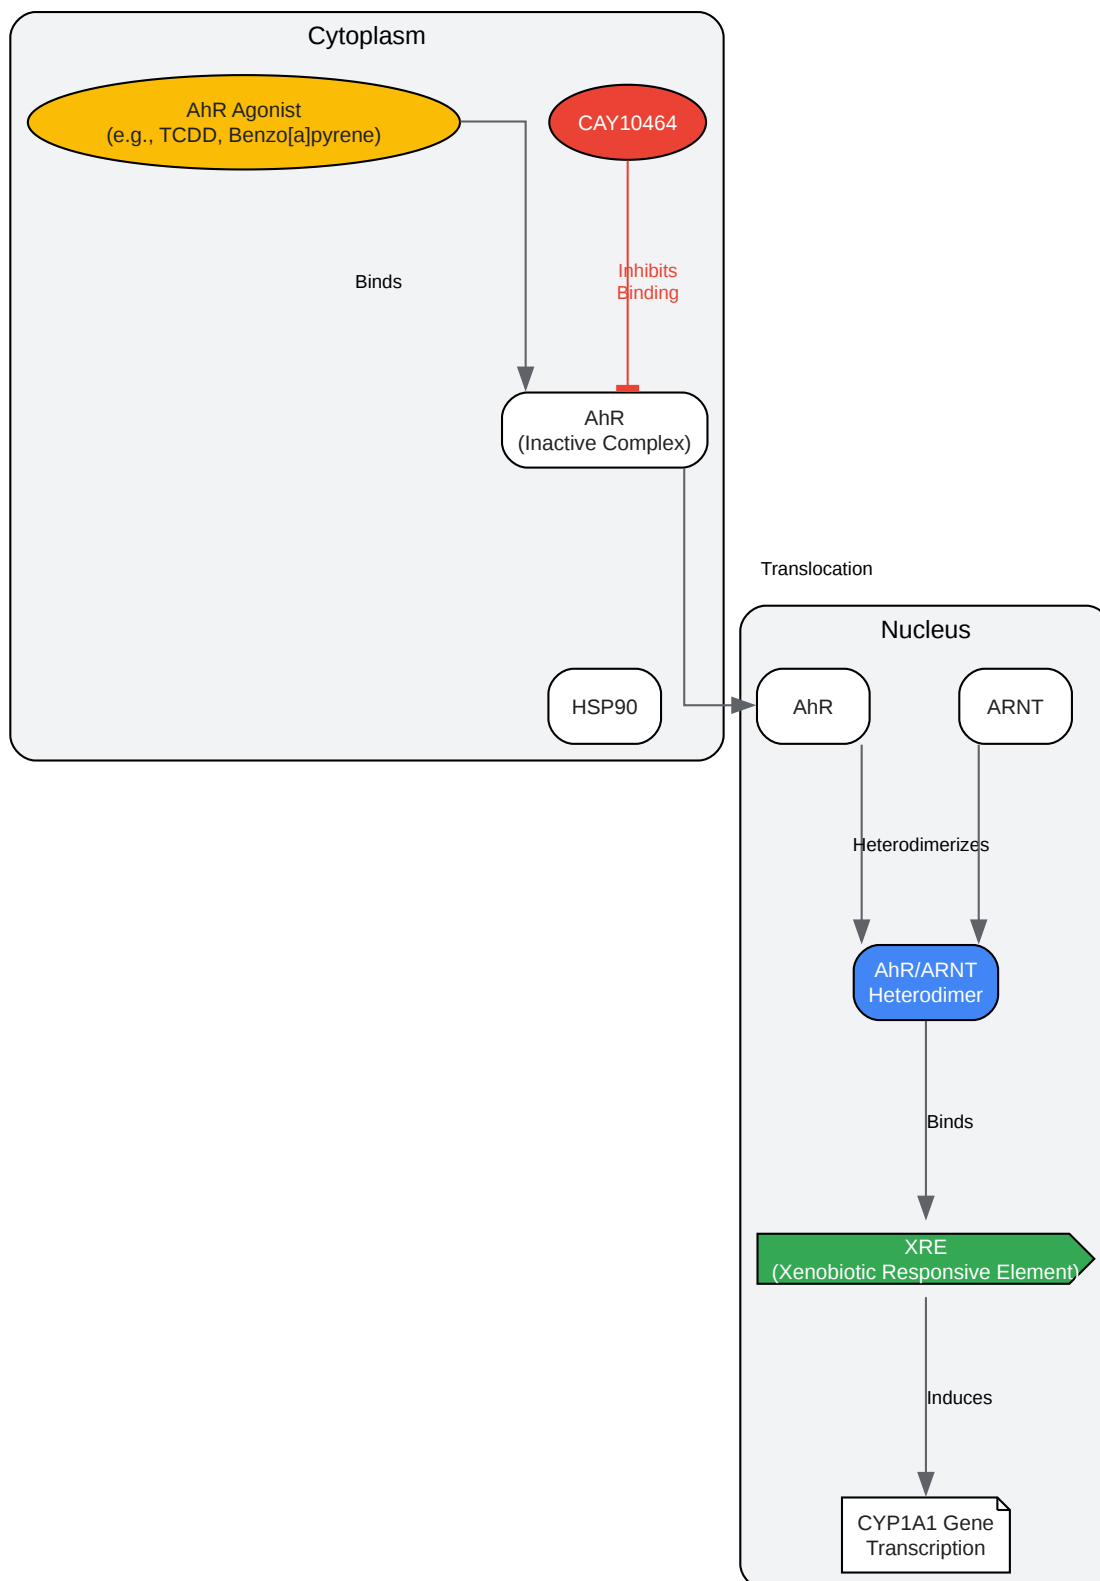 Cytoplasm
AhR Agonist
(e.g., TCDD, Benzo[a]pyrene)
CAY10464
Binds
Inhibits
Binding
AhR
(Inactive Complex)
Translocation
Nucleus
HSP90
AhR
ARNT
Heterodimerizes
AhR/ARNT
Heterodimer
Binds
XRE
(Xenobiotic Responsive Element)
Induces
CYP1A1 Gene
Transcription